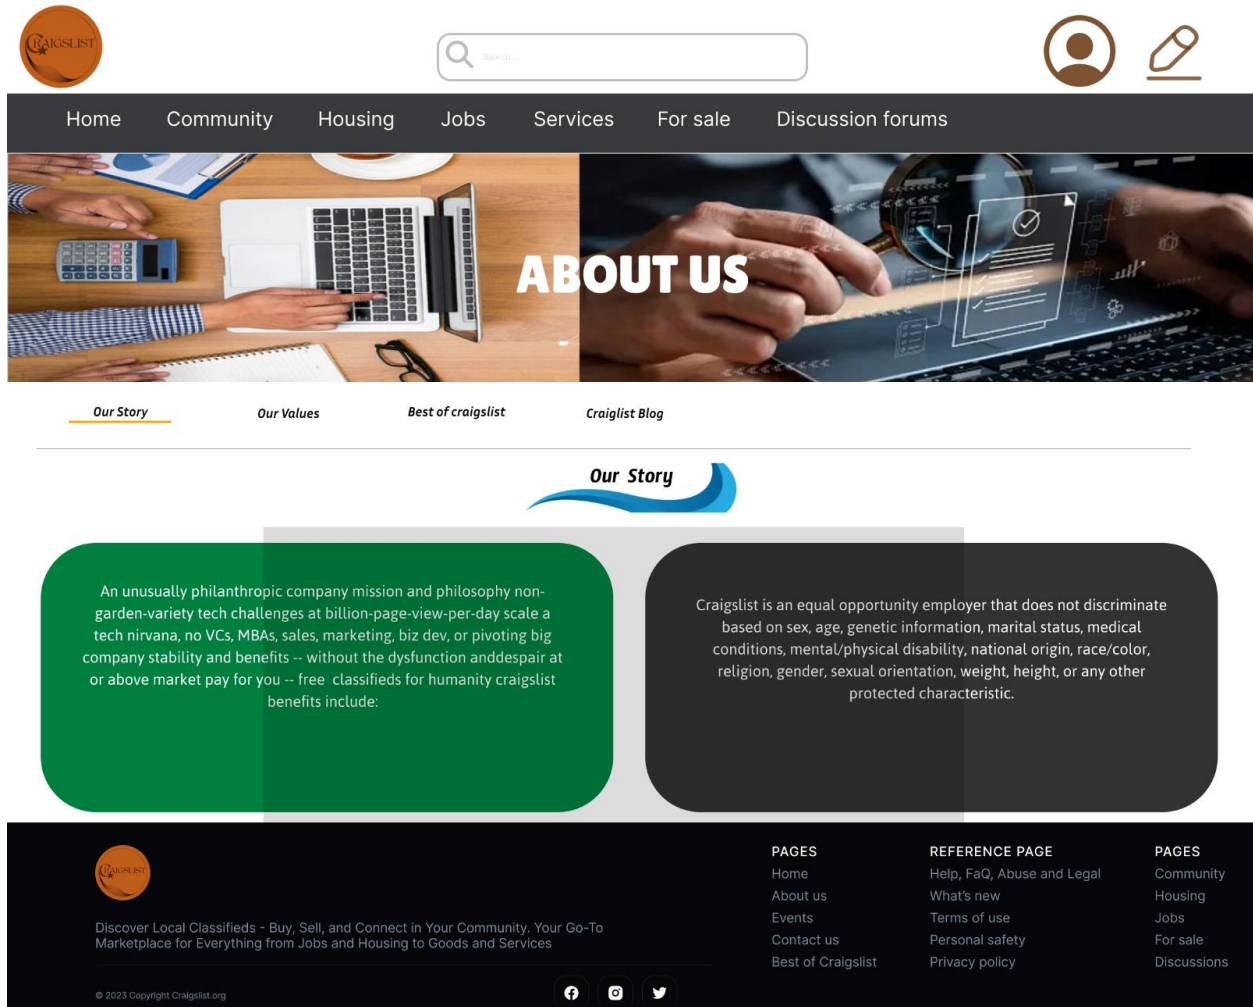 CRAIGSLIST
Search...
Home Community Housing Jobs Services For sale Discussion forums
ABOUT US
Our Story Our Values Best of craigslist Craiglist Blog
Our Story
An unusually philanthropic company mission and philosophy non-
garden-variety tech challenges at billion-page-view-per-day scale a
tech nirvana, no VCs, MBAs, sales, marketing, biz dev, or pivoting big
company stability and benefits -- without the dysfunction anddespair at
or above market pay for you -- free classifieds for humanity craigslist
benefits include:
Craigslist is an equal opportunity employer that does not discriminate
based on sex, age, genetic information, marital status, medical
conditions, mental/physical disability, national origin, race/color,
religion, gender, sexual orientation, weight, height, or any other
protected characteristic.
CRAIGSLIST
Discover Local Classifieds - Buy, Sell, and Connect in Your Community. Your Go-To
Marketplace for Everything from Jobs and Housing to Goods and Services
© 2023 Copyright Craigslist.org
PAGES
Home
About us
Events
Contact us
Best of Craigslist
REFERENCE PAGE
Help, FaQ, Abuse and Legal
What's new
Terms of use
Personal safety
Privacy policy
PAGES
Community
Housing
Jobs
For sale
Discussions